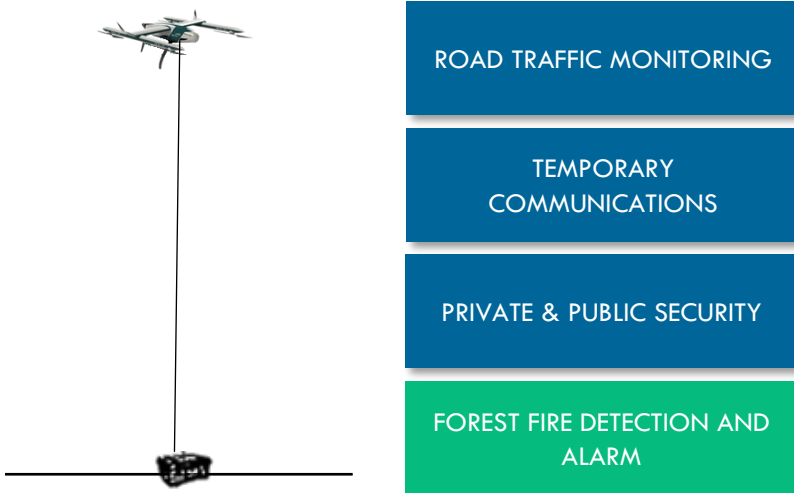 ROAD TRAFFIC MONITORING
TEMPORARY
COMMUNICATIONS
PRIVATE & PUBLIC SECURITY
FOREST FIRE DETECTION AND
ALARM